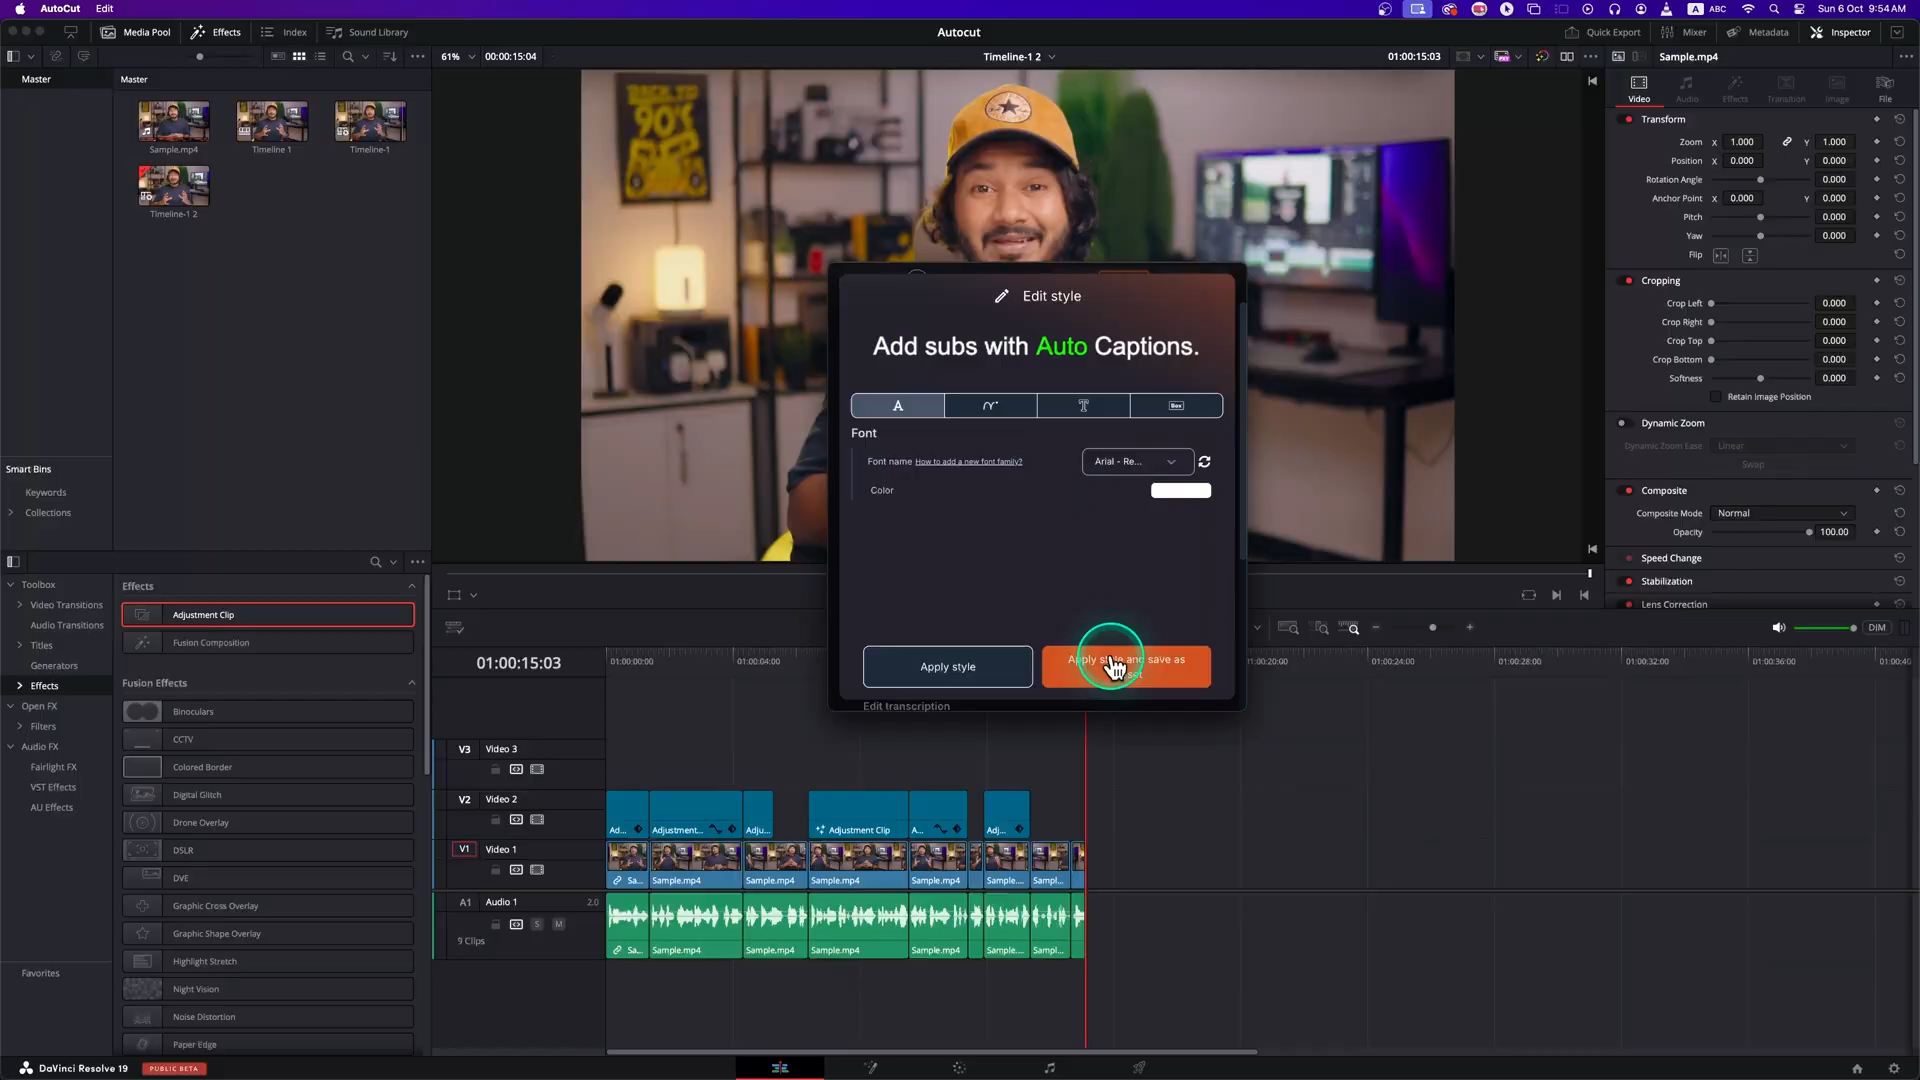 AutoCut Edit
ABC Sun 6 Oct 9:54 AM
Media Pool Effects Index Sound Library
Autocut
Quick Export Mixer Metadata Inspector
61% 00:00:15:04
Timeline-1 2
01:00:15:03
Sample.mp4
Master
Master
Sample.mp4
Timeline 1
Timeline-1
Timeline-1 2
Smart Bins
Keywords
Collections
BACK TO
90's
Video Audio Effects Transition Image File
Transform
Zoom X 1.000 Y 1.000
Position X 0.000 Y 0.000
Rotation Angle 0.000
Anchor Point X 0.000 Y 0.000
Pitch 0.000
Yaw 0.000
Flip
Cropping
Crop Left 0.000
Crop Right 0.000
Crop Top 0.000
Crop Bottom 0.000
Softness 0.000
Retain Image Position
Dynamic Zoom
Dynamic Zoom Ease Linear
Swap
Composite
Composite Mode Normal
Opacity 100.00
Speed Change
Stabilization
Lens Correction
Edit style
Add subs with Auto Captions.
A T Box
Font
Font name How to add a new font family? Arial - Re...
Color
Apply style
Apply style and save as
Edit transcription
Toolbox
Video Transitions
Audio Transitions
Titles
Generators
Effects
Open FX
Filters
Audio FX
Fairlight FX
VST Effects
AU Effects
Favorites
Effects
Adjustment Clip
Fusion Composition
Fusion Effects
Binoculars
CCTV
Colored Border
Digital Glitch
Drone Overlay
DSLR
DVE
Graphic Cross Overlay
Graphic Shape Overlay
Highlight Stretch
Night Vision
Noise Distortion
Paper Edge
DIM
01:00:15:03
01:00:00:00 01:00:04:00 01:00:20:00 01:00:24:00 01:00:28:00 01:00:32:00 01:00:36:00 01:00:40
V3 Video 3
V2 Video 2
Ad... Adjustment... Adju... Adjustment Clip A... Adj...
V1 Video 1
Sa... Sample.mp4 Sample.mp4 Sample.mp4 Sample.mp4 Sample.... Sampl...
A1 Audio 1 2.0
S M
9 Clips
Sa... Sample.mp4 Sample.mp4 Sample.mp4 Sample.mp4 Sample.... Sampl...
DaVinci Resolve 19 PUBLIC BETA